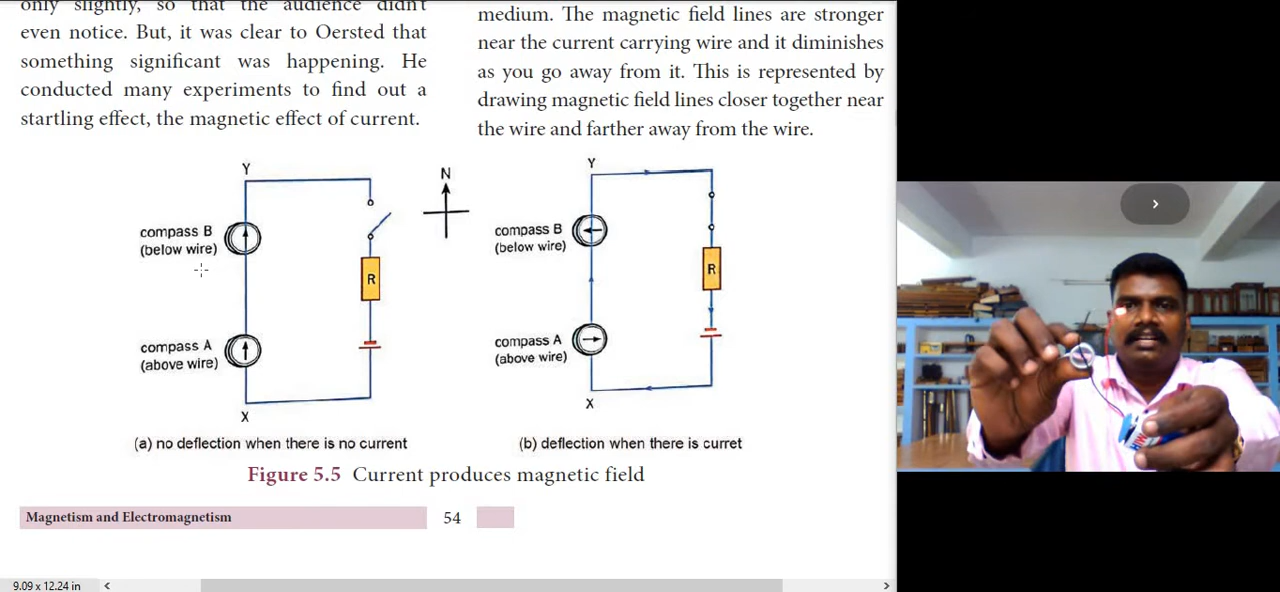 only slightly, so that the audience didn't
even notice. But, it was clear to Oersted that
something significant was happening. He
conducted many experiments to find out a
startling effect, the magnetic effect of current.
medium. The magnetic field lines are stronger
near the current carrying wire and it diminishes
as you go away from it. This is represented by
drawing magnetic field lines closer together near
the wire and farther away from the wire.
Y
compass B
(below wire)
R
compass A
(above wire)
X
(a) no deflection when there is no current
N
Y
compass B
(below wire)
R
compass A
(above wire)
X
(b) deflection when there is curret
Figure 5.5 Current produces magnetic field
Magnetism and Electromagnetism
54
9.09 x 12.24 in